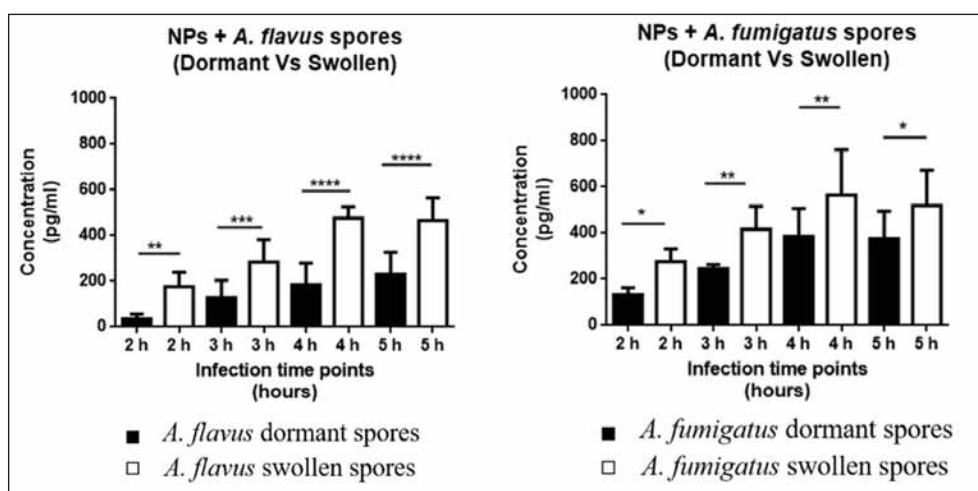 NPs + A. flavus spores
(Dormant Vs Swollen)
Concentration
(pg/ml)
1000
800
600
400
200
0
**
***
****
****
2 h 2 h 3 h 3 h 4 h 4 h 5 h 5 h
Infection time points
(hours)
A. flavus dormant spores
A. flavus swollen spores
NPs + A. fumigatus spores
(Dormant Vs Swollen)
Concentration
(pg/ml)
1000
800
600
400
200
0
*
**
**
*
2 h 2 h 3 h 3 h 4 h 4 h 5 h 5 h
Infection time points
(hours)
A. fumigatus dormant spores
A. fumigatus swollen spores